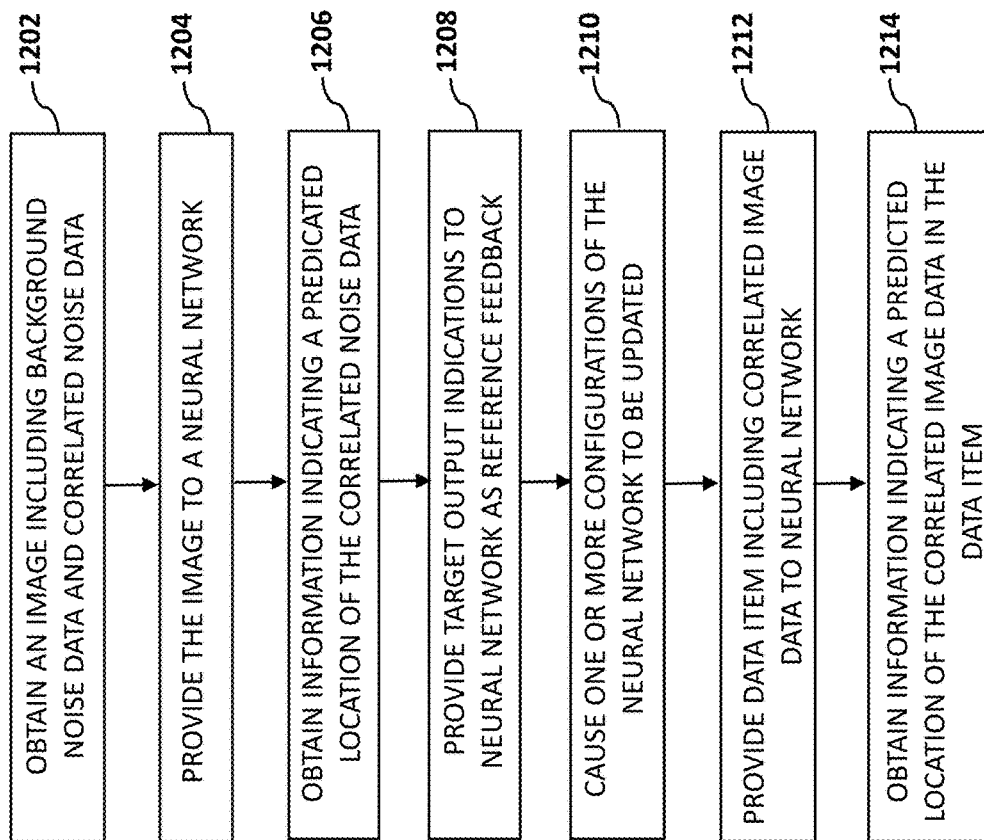 OBTAIN AN IMAGE INCLUDING BACKGROUND
NOISE DATA AND CORRELATED NOISE DATA
1202
PROVIDE THE IMAGE TO A NEURAL NETWORK
1204
OBTAIN INFORMATION INDICATING A PREDICATED
LOCATION OF THE CORRELATED NOISE DATA
1206
PROVIDE TARGET OUTPUT INDICATIONS TO
NEURAL NETWORK AS REFERENCE FEEDBACK
1208
CAUSE ONE OR MORE CONFIGURATIONS OF THE
NEURAL NETWORK TO BE UPDATED
1210
PROVIDE DATA ITEM INCLUDING CORRELATED IMAGE
DATA TO NEURAL NETWORK
1212
OBTAIN INFORMATION INDICATING A PREDICTED
LOCATION OF THE CORRELATED IMAGE DATA IN THE
DATA ITEM
1214